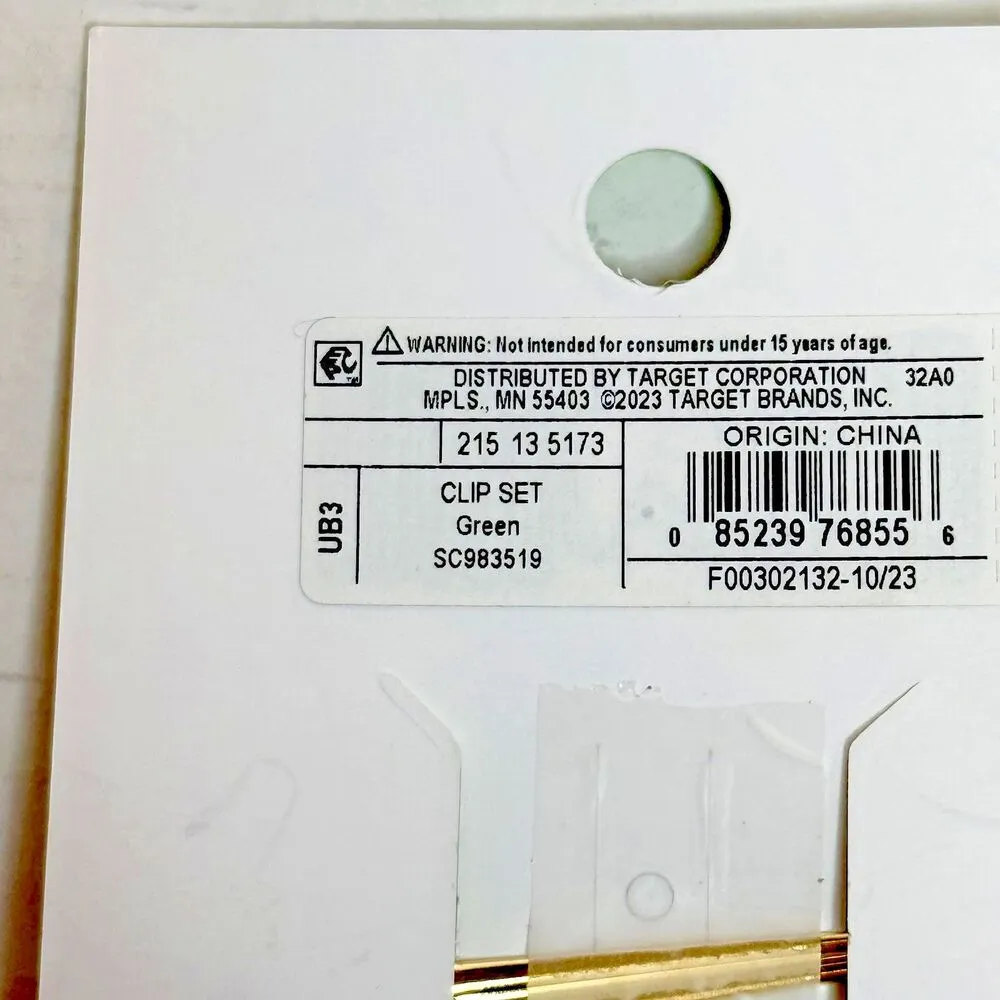 WARNING: Not intended for consumers under 15 years of age.
DISTRIBUTED BY TARGET CORPORATION 32A0
MPLS., MN 55403 ©2023 TARGET BRANDS, INC.
215 13 5173
ORIGIN: CHINA
UB3
CLIP SET
Green
SC983519
0 85239 76855 6
F00302132-10/23